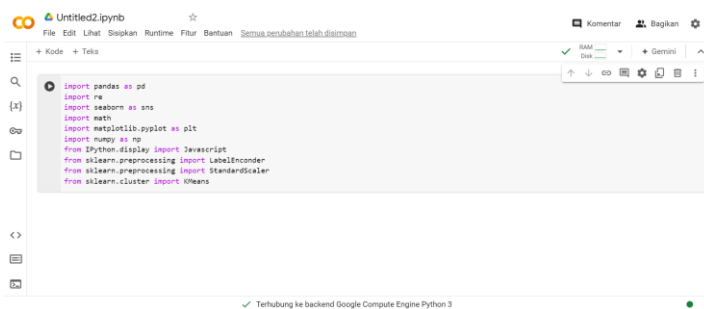 Untitled2.ipynb
File Edit Lihat Sisipkan Runtime Fitur Bantuan Semua perubahan telah disimpan
Komentar Bagikan
+ Kode + Teks
RAM
Disk
+ Gemini
{x}
import pandas as pd
import re
import seaborn as sns
import math
import matplotlib.pyplot as plt
import numpy as np
from IPython.display import Javascript
from sklearn.preprocessing import LabelEnconder
from sklearn.preprocessing import StandardScaler
from sklearn.cluster import KMeans
Terhubung ke backend Google Compute Engine Python 3